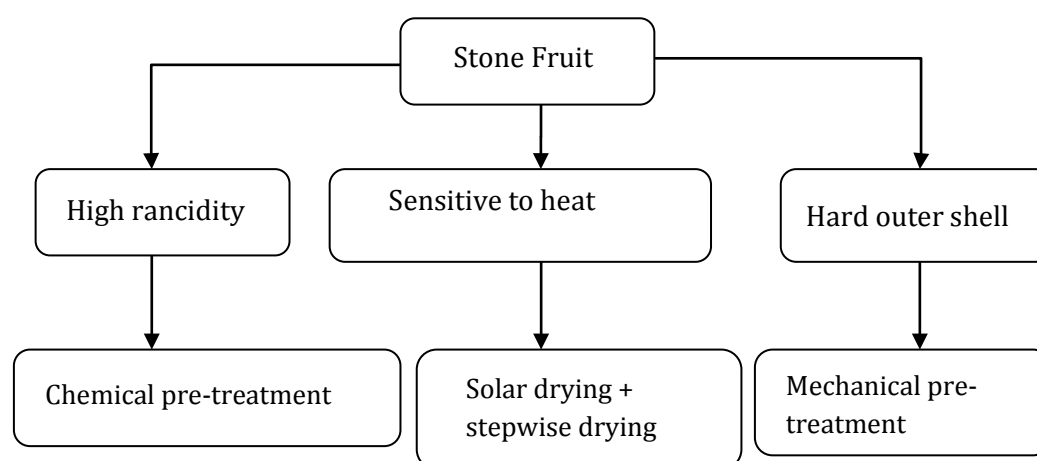 Stone Fruit
High rancidity
Sensitive to heat
Hard outer shell
Chemical pre-treatment
Solar drying +
stepwise drying
Mechanical pre-
treatment